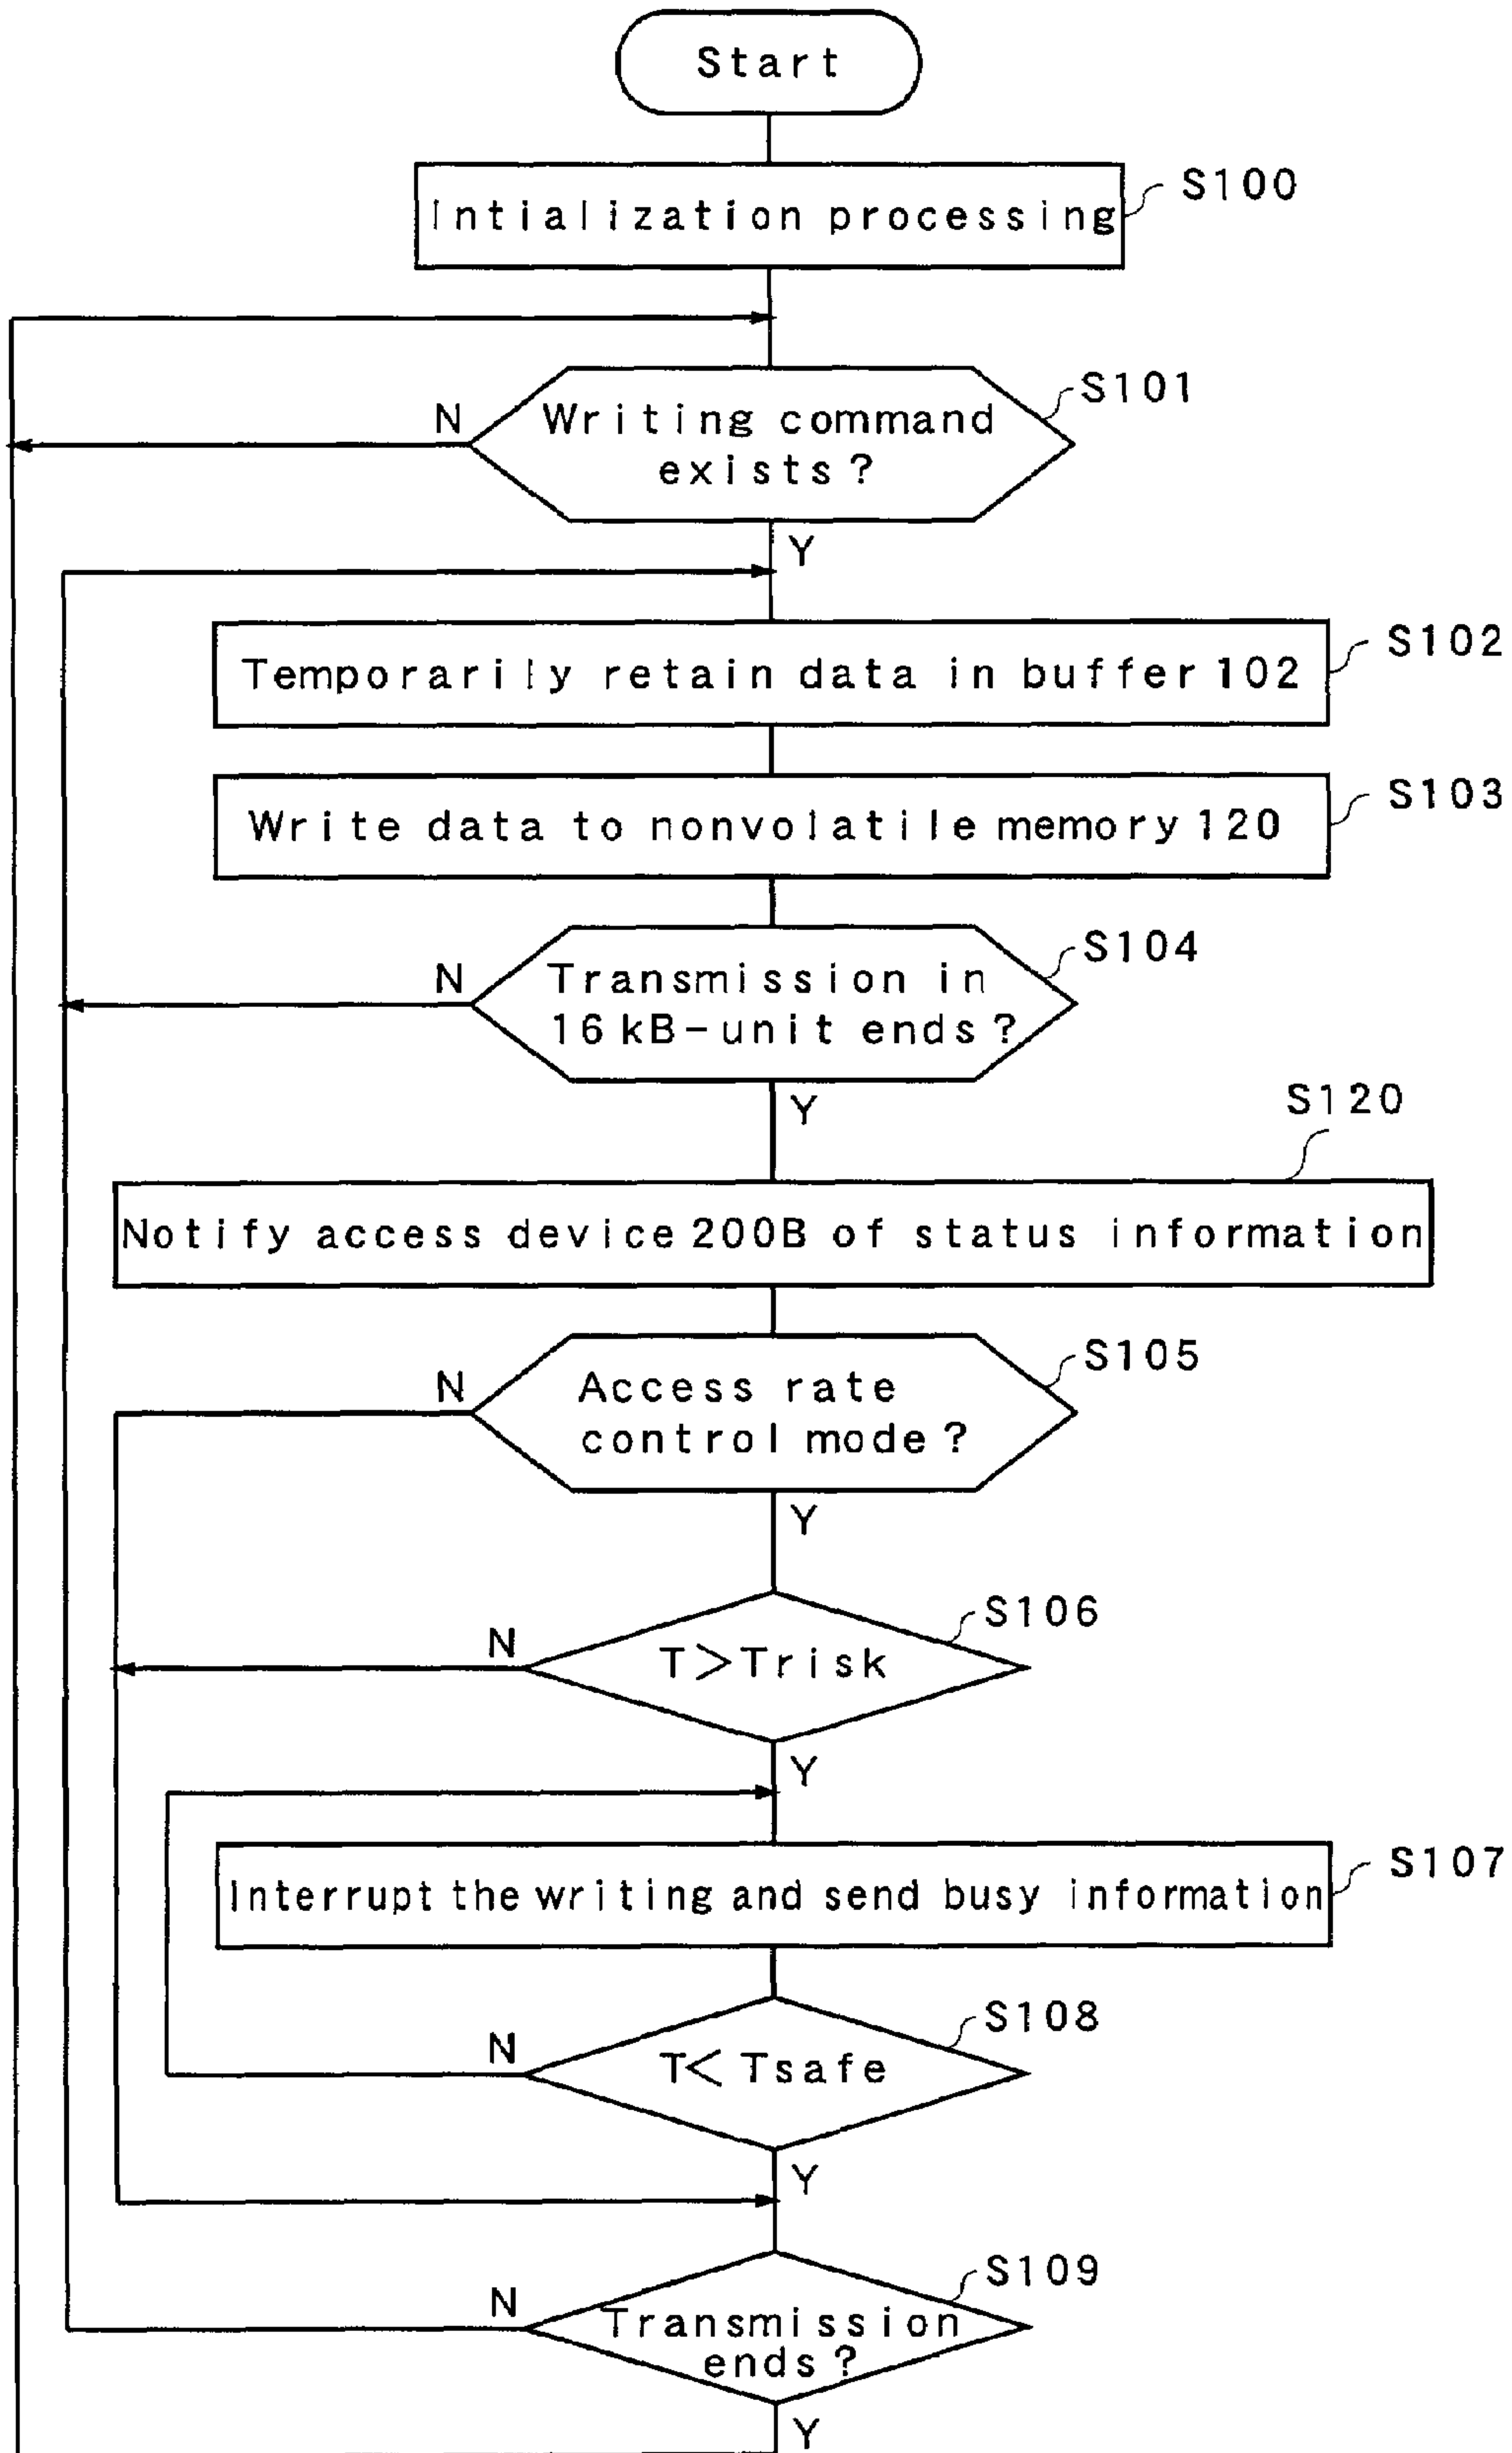 Start
S100
Intialization processing
S101
N
Writing command
exists?
Y
S102
Temporarily retain data in buffer 102
S103
Write data to nonvolatile memory 120
S104
N
Transmission in
16kB-unit ends?
Y
S120
Notify access device 200B of status information
S105
N
Access rate
control mode?
Y
S106
N
T>Trisk
Y
S107
Interrupt the writing and send busy information
S108
N
T< Tsafe
Y
S109
N
Transmission
ends?
Y